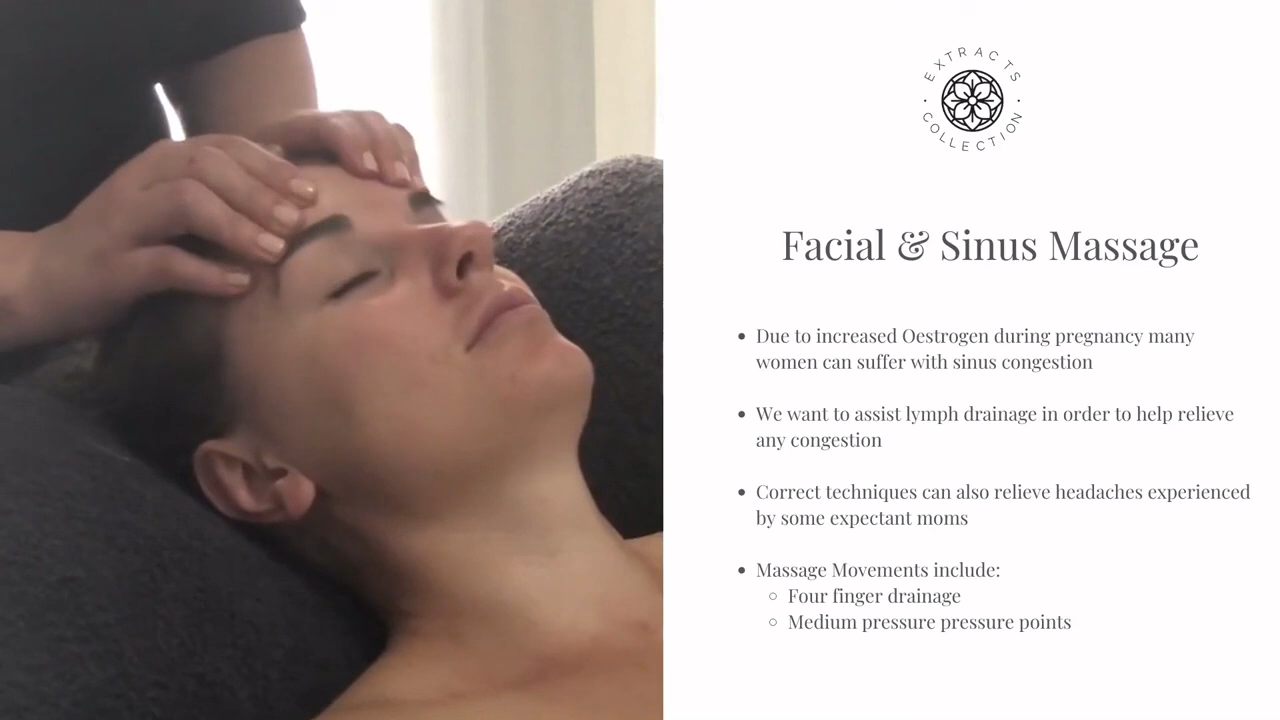 EXTRACTS
COLLECTION
Facial & Sinus Massage
Due to increased Oestrogen during pregnancy many
women can suffer with sinus congestion
We want to assist lymph drainage in order to help relieve
any congestion
Correct techniques can also relieve headaches experienced
by some expectant moms
Massage Movements include:
Four finger drainage
Medium pressure pressure points